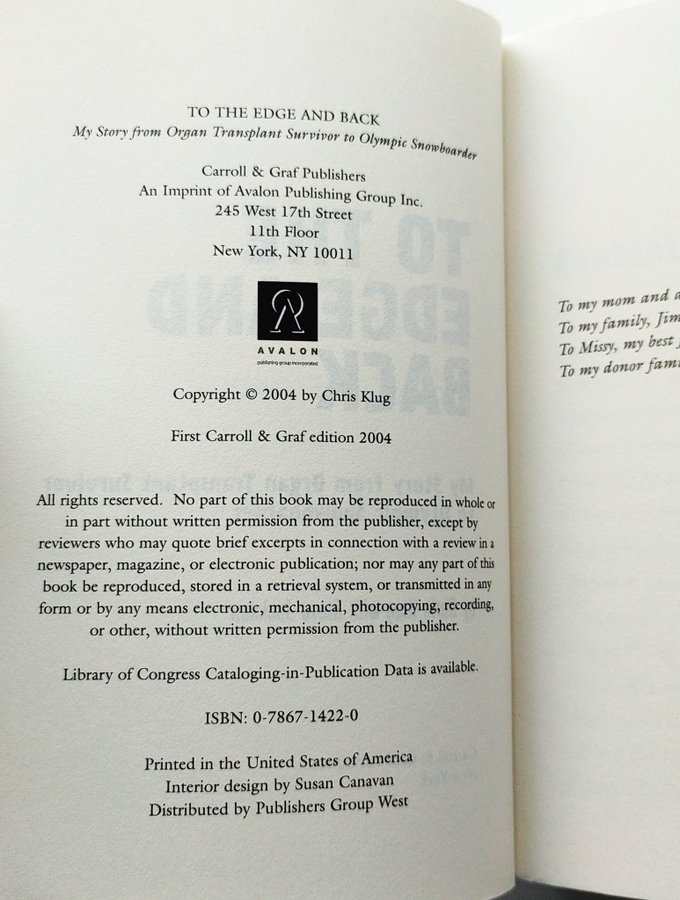 TO THE EDGE AND BACK
My Story from Organ Transplant Survivor to Olympic Snowboarder
Carroll & Graf Publishers
An Imprint of Avalon Publishing Group Inc.
245 West 17th Street
11th Floor
New York, NY 10011
AVALON
publishing group incorporated
Copyright © 2004 by Chris Klug
First Carroll & Graf edition 2004
All rights reserved. No part of this book may be reproduced in whole or
in part without written permission from the publisher, except by
reviewers who may quote brief excerpts in connection with a review in a
newspaper, magazine, or electronic publication; nor may any part of this
book be reproduced, stored in a retrieval system, or transmitted in any
form or by any means electronic, mechanical, photocopying, recording,
or other, without written permission from the publisher.
Library of Congress Cataloging-in-Publication Data is available.
ISBN: 0-7867-1422-0
Printed in the United States of America
Interior design by Susan Canavan
Distributed by Publishers Group West
To my mom and
To my family, Jim
To Missy, my best
To my donor